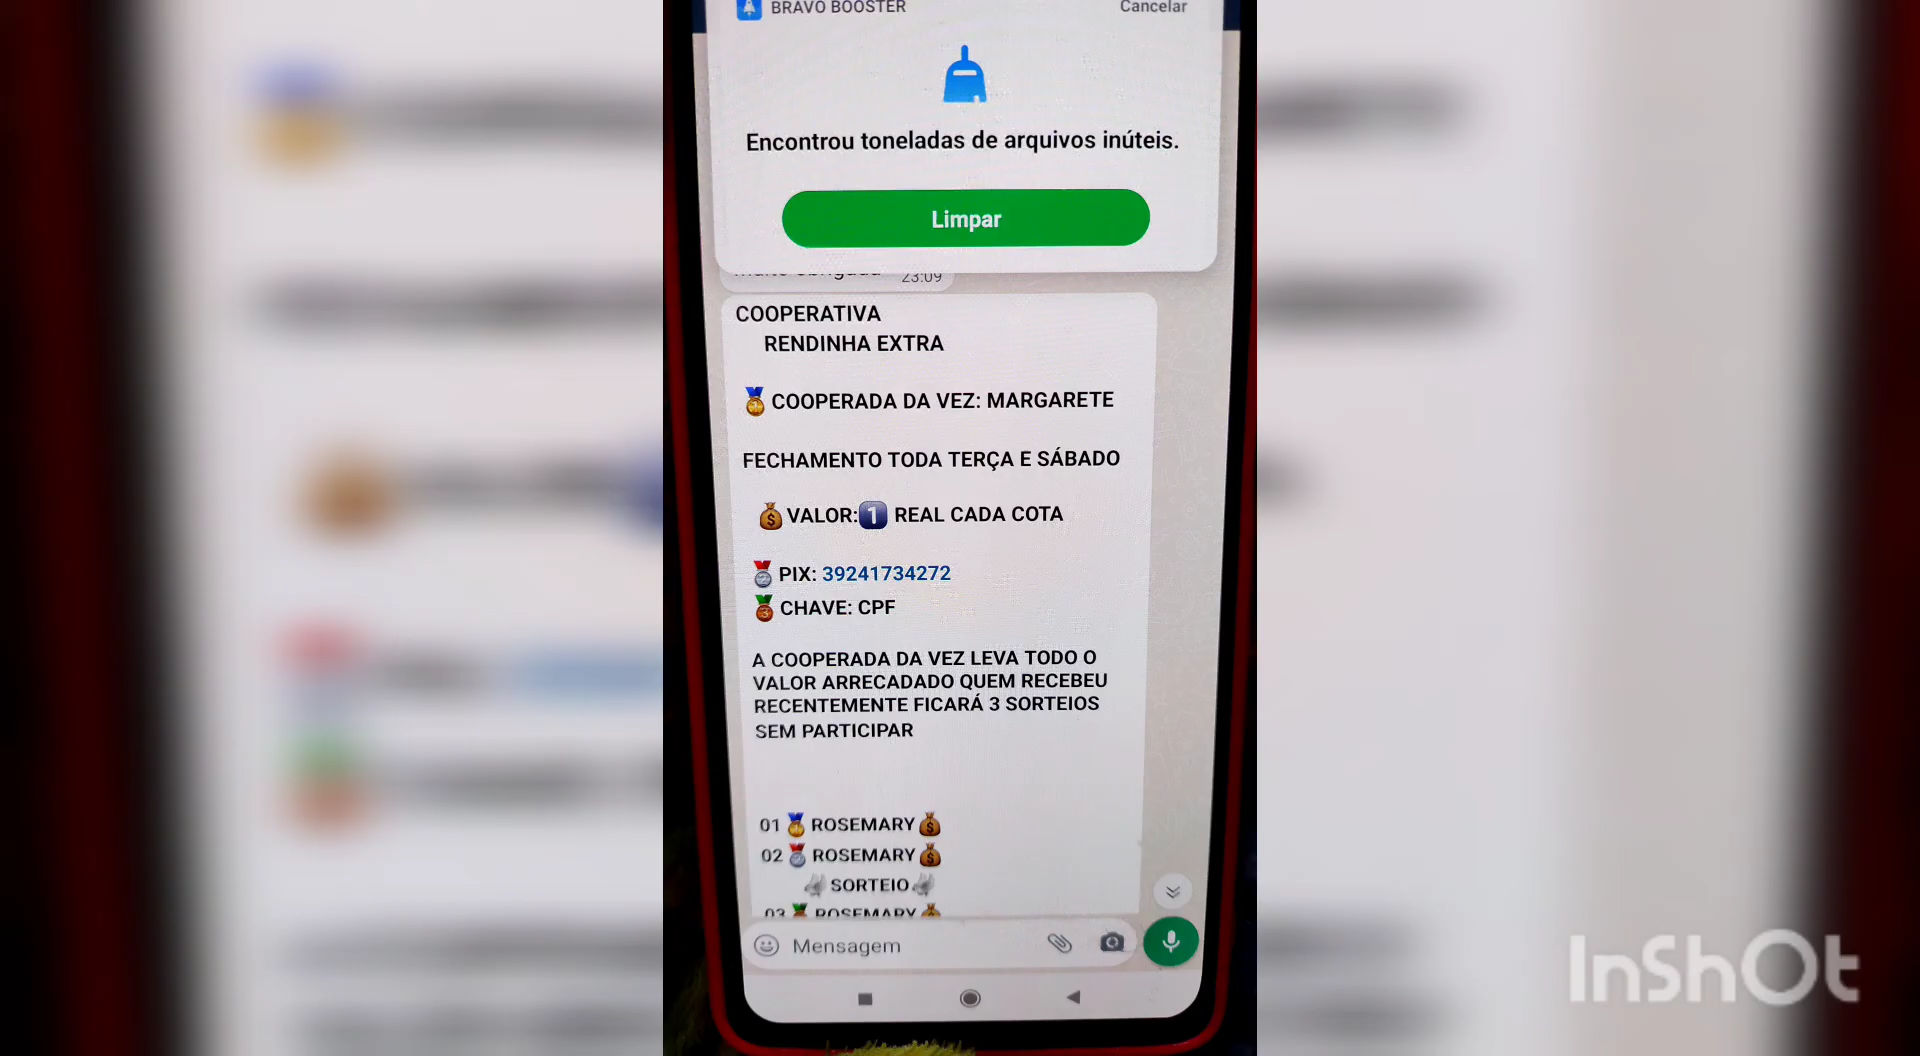 BRAVO BOOSTER
Cancelar
Encontrou toneladas de arquivos inúteis.
Limpar
23:09
COOPERATIVA
RENDINHA EXTRA
🏅COOPERADA DA VEZ: MARGARETE
FECHAMENTO TODA TERÇA E SÁBADO
💰VALOR:1️⃣ REAL CADA COTA
🥈PIX: 39241734272
🥉CHAVE: CPF
A COOPERADA DA VEZ LEVA TODO O
VALOR ARRECADADO QUEM RECEBEU
RECENTEMENTE FICARÁ 3 SORTEIOS
SEM PARTICIPAR
01🥇ROSEMARY💰
02🥈ROSEMARY💰
🕊SORTEIO🕊
03🥉ROSEMARY💰
Mensagem
InShOt